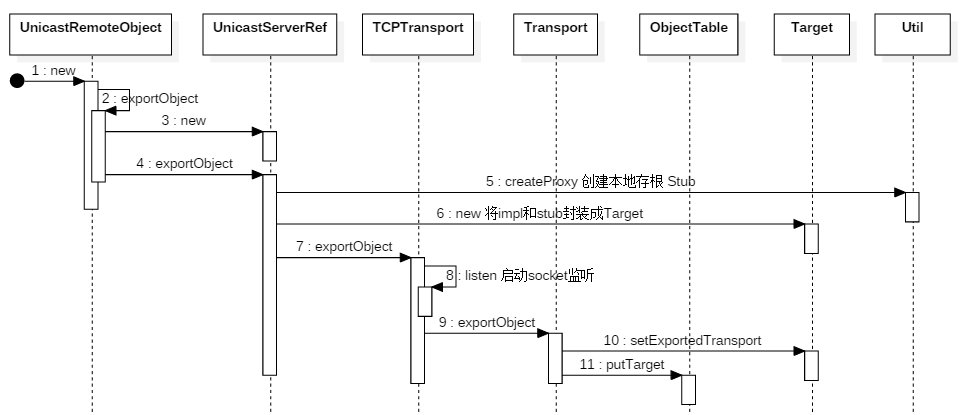 UnicastRemoteObject
UnicastServerRef
TCPTransport
Transport
ObjectTable
Target
Util
1 : new
2 : exportObject
3 : new
4 : exportObject
5 : createProxy 创建本地存根 Stub
6 : new 将impl和stub封装成Target
7 : exportObject
8 : listen 启动socket监听
9 : exportObject
10 : setExportedTransport
11 : putTarget